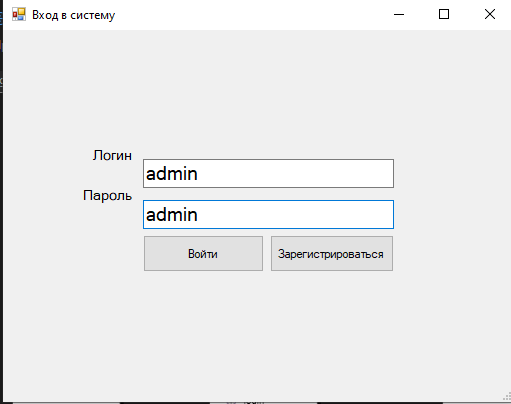 Вход в систему
Логин
admin
Пароль
admin
Войти
Зарегистрироваться